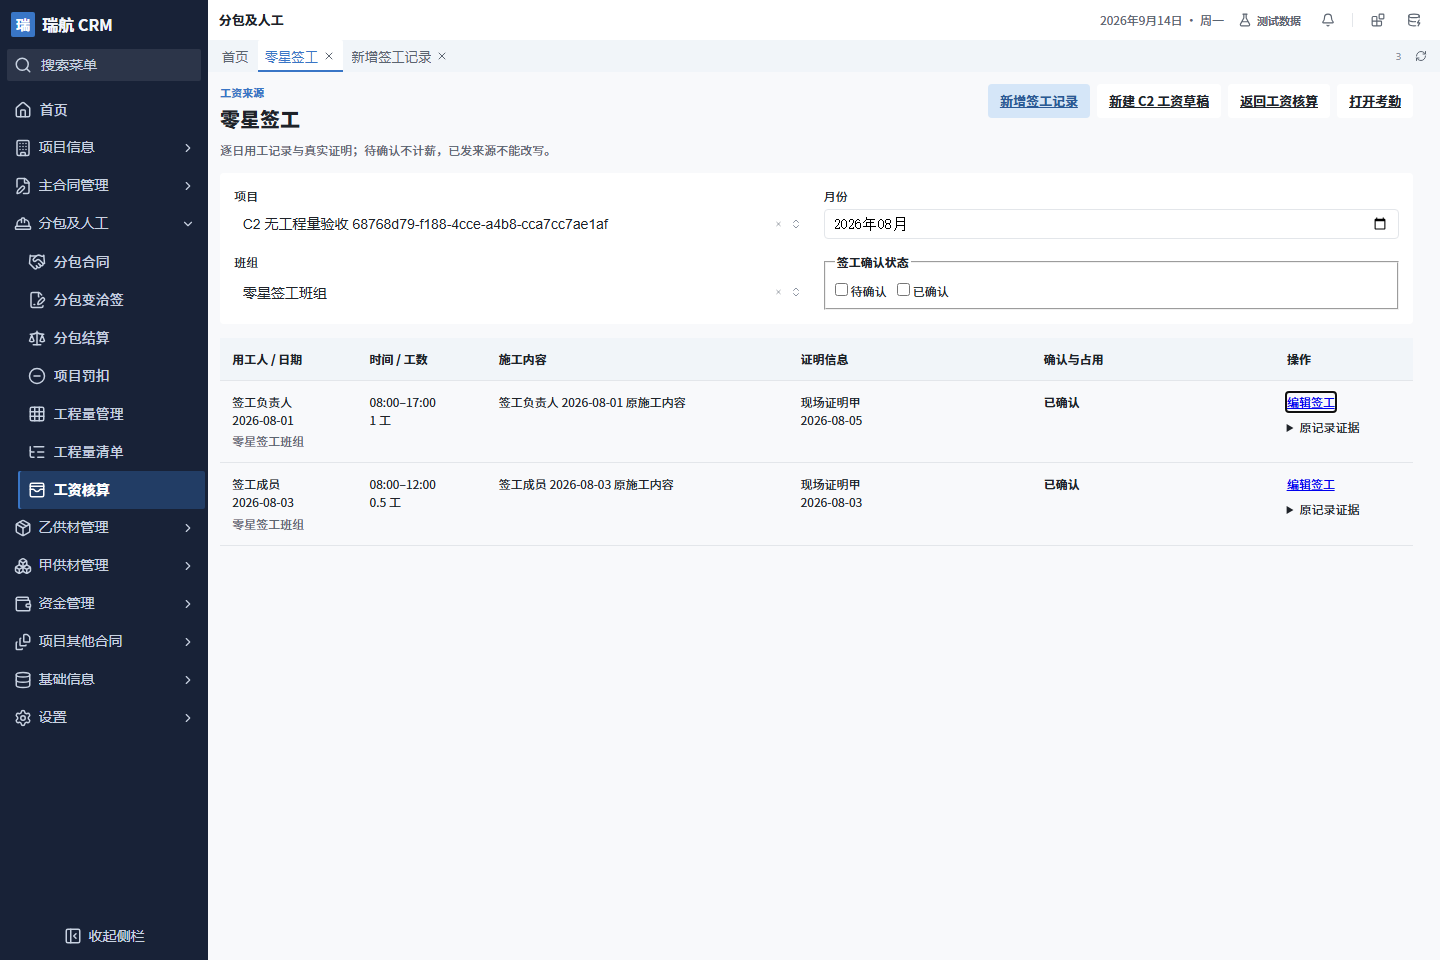 瑞 瑞航 CRM
搜索菜单
首页
项目信息
主合同管理
分包及人工
分包合同
分包变洽签
分包结算
项目罚扣
工程量管理
工程量清单
工资核算
乙供材管理
甲供材管理
资金管理
项目其他合同
基础信息
设置
收起侧栏
分包及人工
2026年9月14日 • 周一 测试数据
首页 零星签工 × 新增签工记录 × 3
工资来源
零星签工
逐日用工记录与真实证明；待确认不计薪，已发来源不能改写。
新增签工记录 新建 C2 工资草稿 返回工资核算 打开考勤
项目
C2 无工程量验收 68768d79-f188-4cce-a4b8-cca7cc7ae1af ×
月份
2026年08月
班组
零星签工班组 ×
签工确认状态
待确认 已确认
用工人 / 日期 时间 / 工数 施工内容 证明信息 确认与占用 操作
签工负责人 08:00–17:00 签工负责人 2026-08-01 原施工内容 现场证明甲 已确认 编辑签工
2026-08-01 1 工 2026-08-05
零星签工班组 ▶ 原记录证据
签工成员 08:00–12:00 签工成员 2026-08-03 原施工内容 现场证明甲 已确认 编辑签工
2026-08-03 0.5 工 2026-08-03
零星签工班组 ▶ 原记录证据